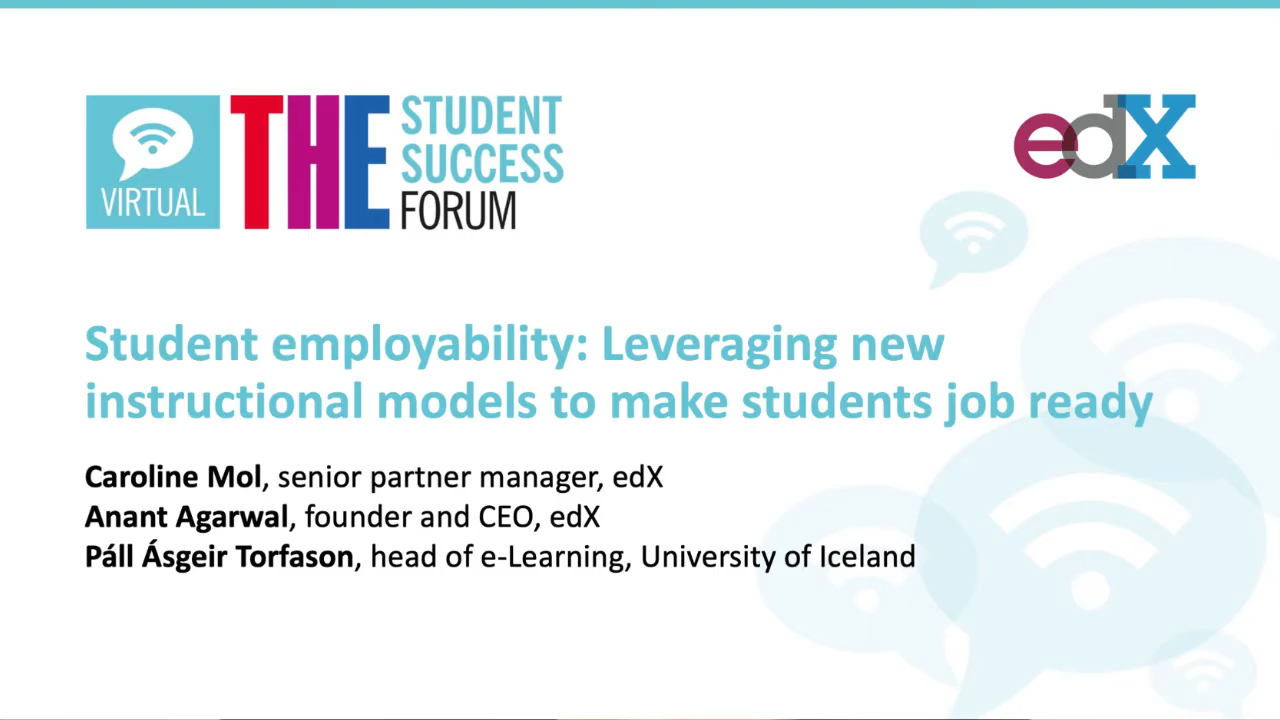 VIRTUAL
THE
STUDENT
SUCCESS
FORUM
edX
Student employability: Leveraging new
instructional models to make students job ready
Caroline Mol, senior partner manager, edX
Anant Agarwal, founder and CEO, edX
Páll Ásgeir Torfason, head of e-Learning, University of Iceland